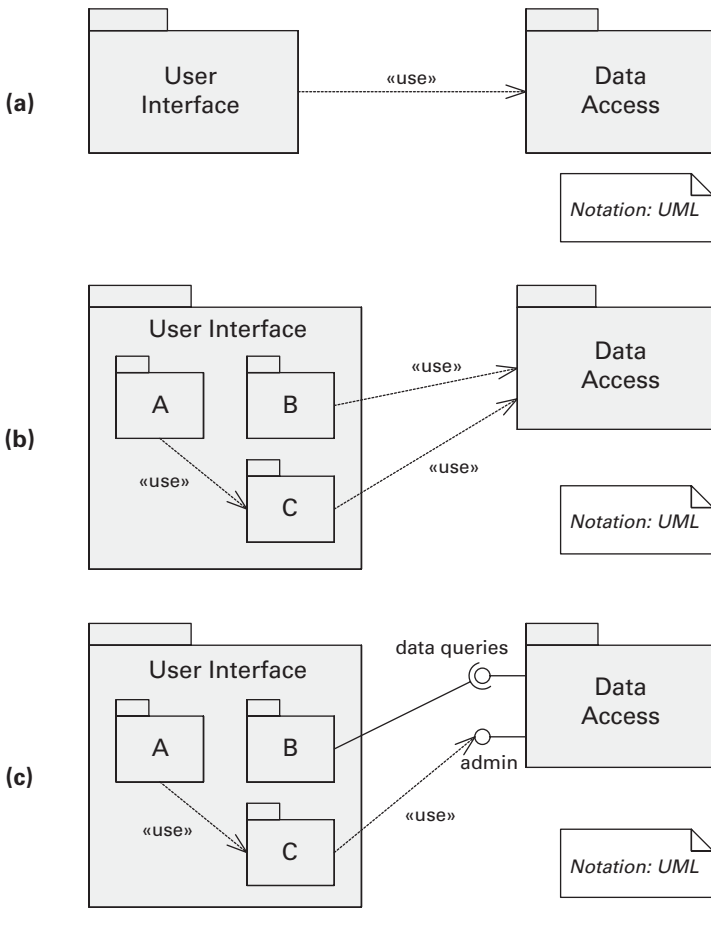 (a)
User
Interface
«use»
Data
Access
Notation: UML
(b)
User Interface
A
B
C
«use»
«use»
«use»
Data
Access
Notation: UML
(c)
User Interface
A
B
C
«use»
data queries
admin
«use»
Data
Access
Notation: UML